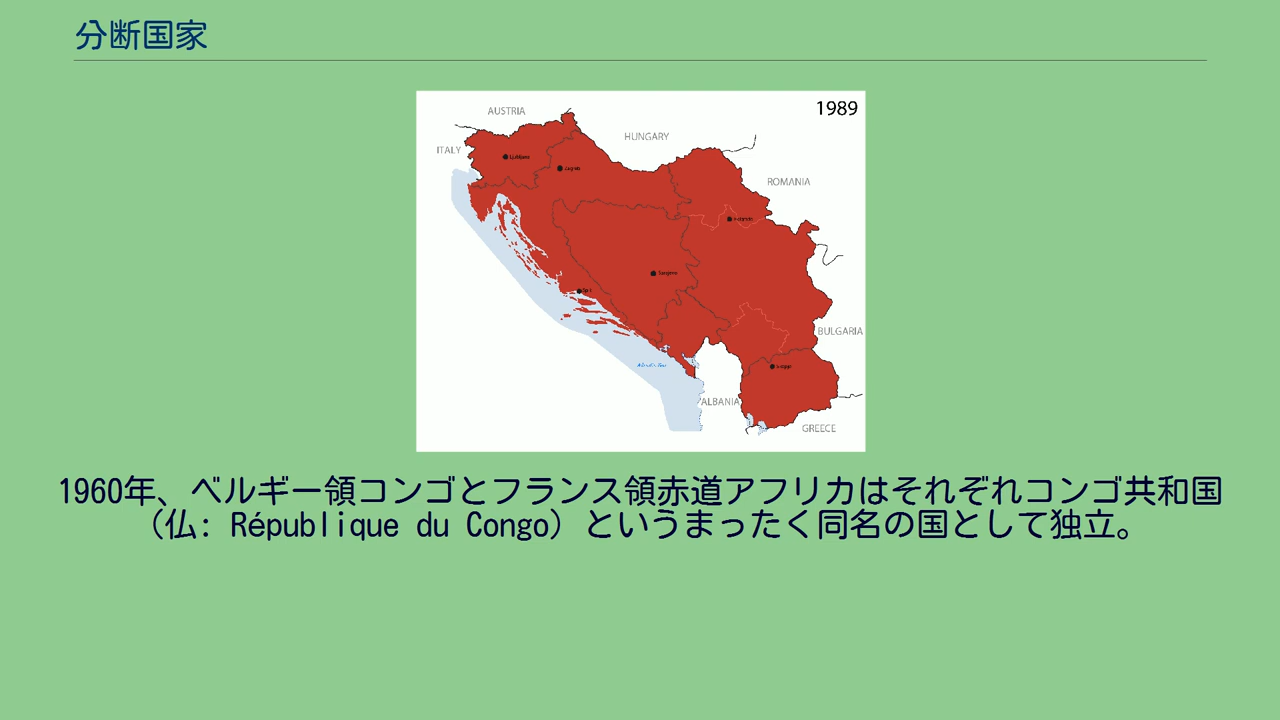 分断国家
1989
AUSTRIA
HUNGARY
ITALY
ROMANIA
BULGARIA
ALBANIA
GREECE
1960年、ベルギー領コンゴとフランス領赤道アフリカはそれぞれコンゴ共和国
（仏: République du Congo）というまったく同名の国として独立。